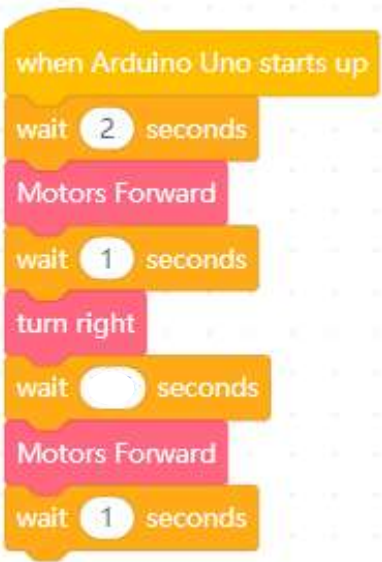 when Arduino Uno starts up
wait 2 seconds
Motors Forward
wait 1 seconds
turn right
wait seconds
Motors Forward
wait 1 seconds